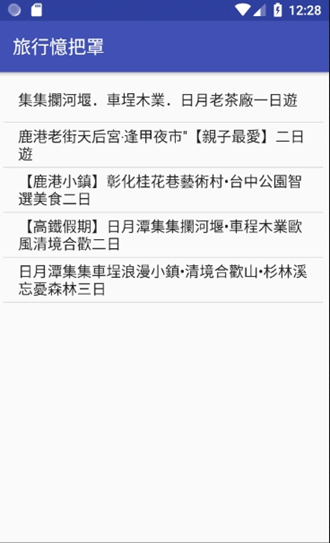 12:28
旅行憶把罩
集集攔河堰．車埕木業．日月老茶廠一日遊
鹿港老街天后宮·逢甲夜市"【親子最愛】二日
遊
【鹿港小鎮】彰化桂花巷藝術村•台中公園智
選美食二日
【高鐵假期】日月潭集集攔河堰•車程木業歐
風清境合歡二日
日月潭集集車埕浪漫小鎮•清境合歡山•杉林溪
忘憂森林三日